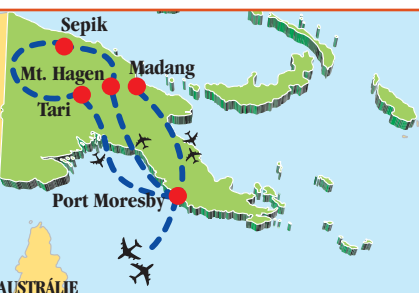 Sepik
Mt. Hagen
Madang
Tari
Port Moresby
AUSTRÁLIE